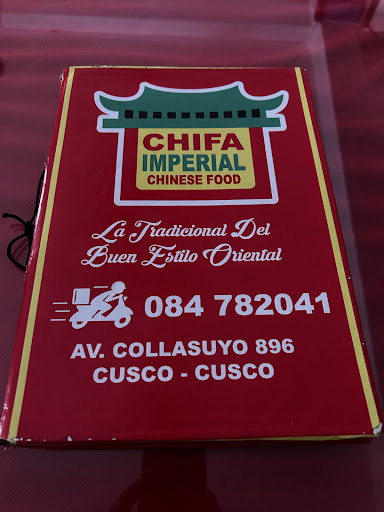 CHIFA
IMPERIAL
CHINESE FOOD
La Tradicional Del
Buen Estilo Oriental
084 782041
AV. COLLASUYO 896
CUSCO - CUSCO